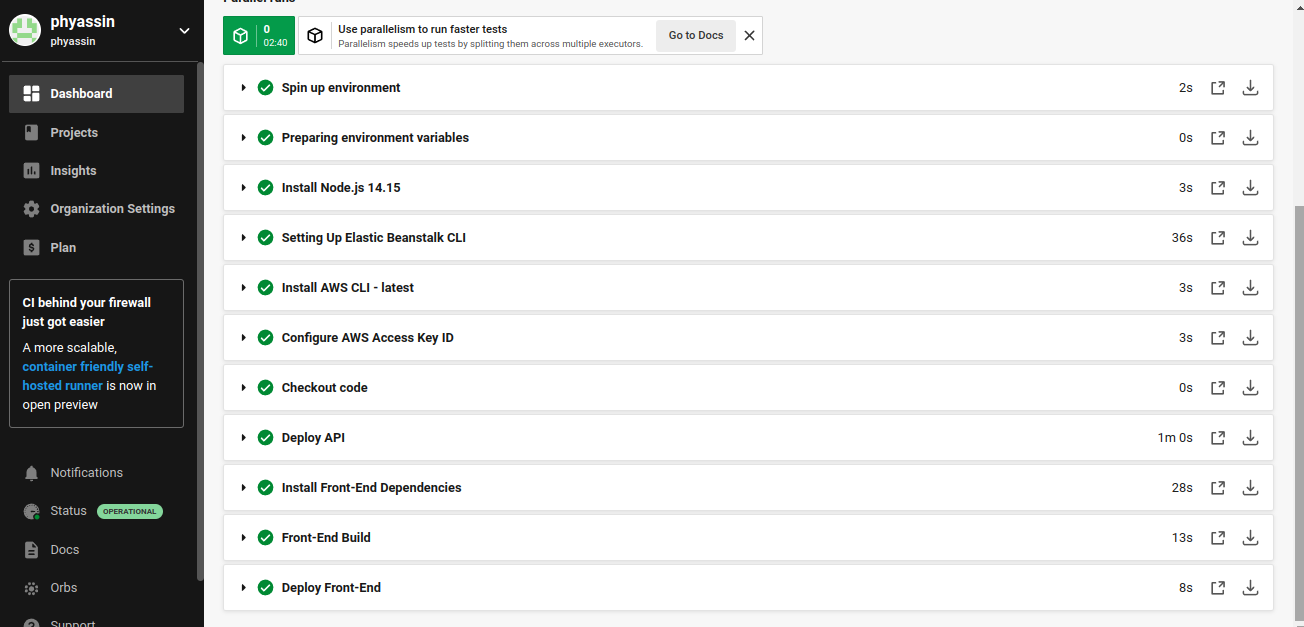 phyassin
phyassin
Dashboard
Projects
Insights
Organization Settings
Plan
CI behind your firewall
just got easier
A more scalable,
container friendly self-
hosted runner is now in
open preview
Notifications
Status OPERATIONAL
Docs
Orbs
Support
Parallel runs
0
02:40
Use parallelism to run faster tests
Parallelism speeds up tests by splitting them across multiple executors.
Go to Docs
Spin up environment 2s
Preparing environment variables 0s
Install Node.js 14.15 3s
Setting Up Elastic Beanstalk CLI 36s
Install AWS CLI - latest 3s
Configure AWS Access Key ID 3s
Checkout code 0s
Deploy API 1m 0s
Install Front-End Dependencies 28s
Front-End Build 13s
Deploy Front-End 8s